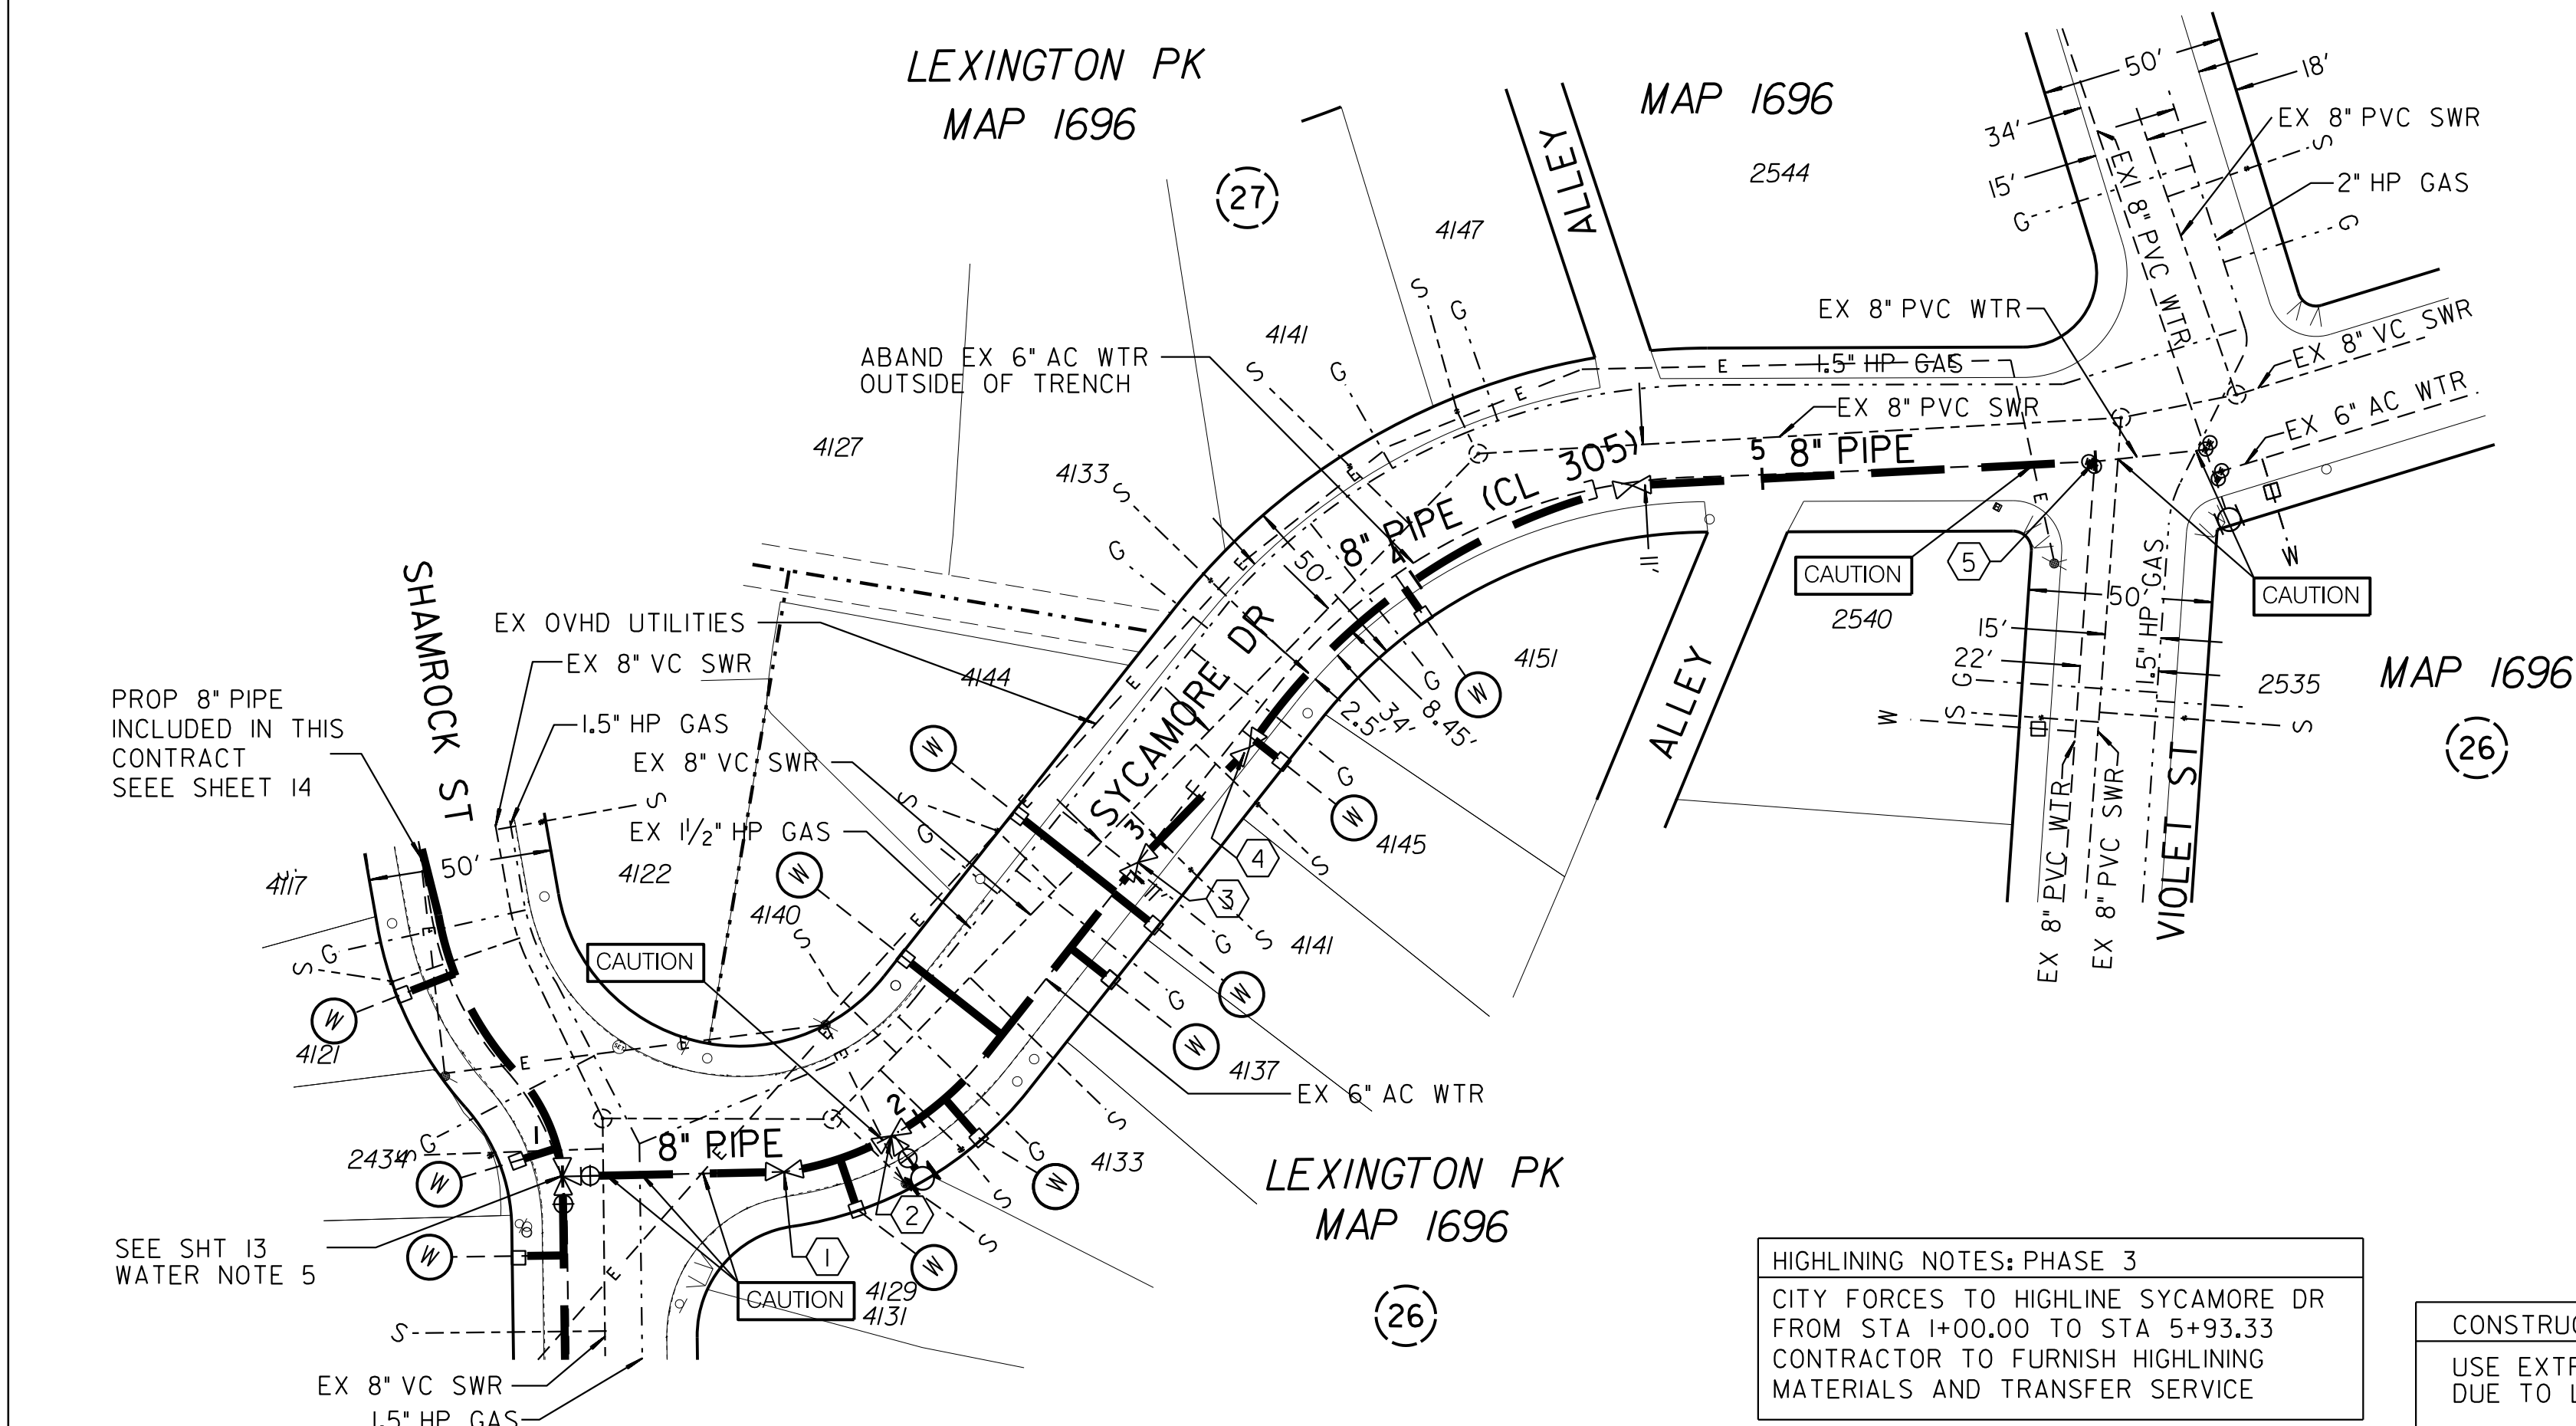 LEXINGTON PK
MAP 1696
27
MAP 1696
2544
ALLEY
4147
50'
18'
34'
15'
EX 8" PVC SWR
S
2" HP GAS
G
G
EX 8" PVC WTR
EX 8" PVC WTR
EX 8" VC SWR
EX 6" AC WTR
1.5" HP GAS
E
E
EX 8" PVC SWR
5
8" PIPE
8" PIPE (CL 305)
4
11'
ABAND EX 6" AC WTR
OUTSIDE OF TRENCH
4141
S
G
S
G
4127
4133
S
G
E
E
E
E
50'
SYCAMORE DR
SHAMROCK ST
EX OVHD UTILITIES
EX 8" VC SWR
4144
1.5" HP GAS
EX 8" VC SWR
EX 1½" HP GAS
4122
4140
PROP 8" PIPE
INCLUDED IN THIS
CONTRACT
SEEE SHEET 14
50'
4117
S
S
G
S
W
W
2.5'
34'
8.45'
G
W
4151
ALLEY
CAUTION
2540
5
CAUTION
W
50'
15'
22'
1.5" HP GAS
G
S
W
S
2535
MAP 1696
26
EX 8" PVC WTR
EX 8" PVC SWR
VIOLET ST
G
W
4145
S
4
3
3
G
S
4141
W
G
W
4137
EX 6" AC WTR
CAUTION
S
G
S
W
4121
E
E
E
E
2
8" PIPE
1
2434
G
S
W
S
G
W
4133
S
S
2
1
W
4129
4131
CAUTION
SEE SHT 13
WATER NOTE 5
W
E
S
EX 8" VC SWR
1.5" HP GAS
LEXINGTON PK
MAP 1696
26
HIGHLINING NOTES: PHASE 3
CITY FORCES TO HIGHLINE SYCAMORE DR
FROM STA 1+00.00 TO STA 5+93.33
CONTRACTOR TO FURNISH HIGHLINING
MATERIALS AND TRANSFER SERVICE
USE
DUE TO